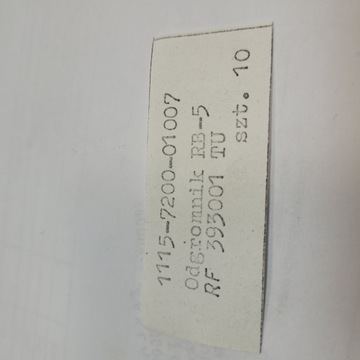 1115-7200-01007
Odgromnik RB-5
RF 393001 TU
szt. 10